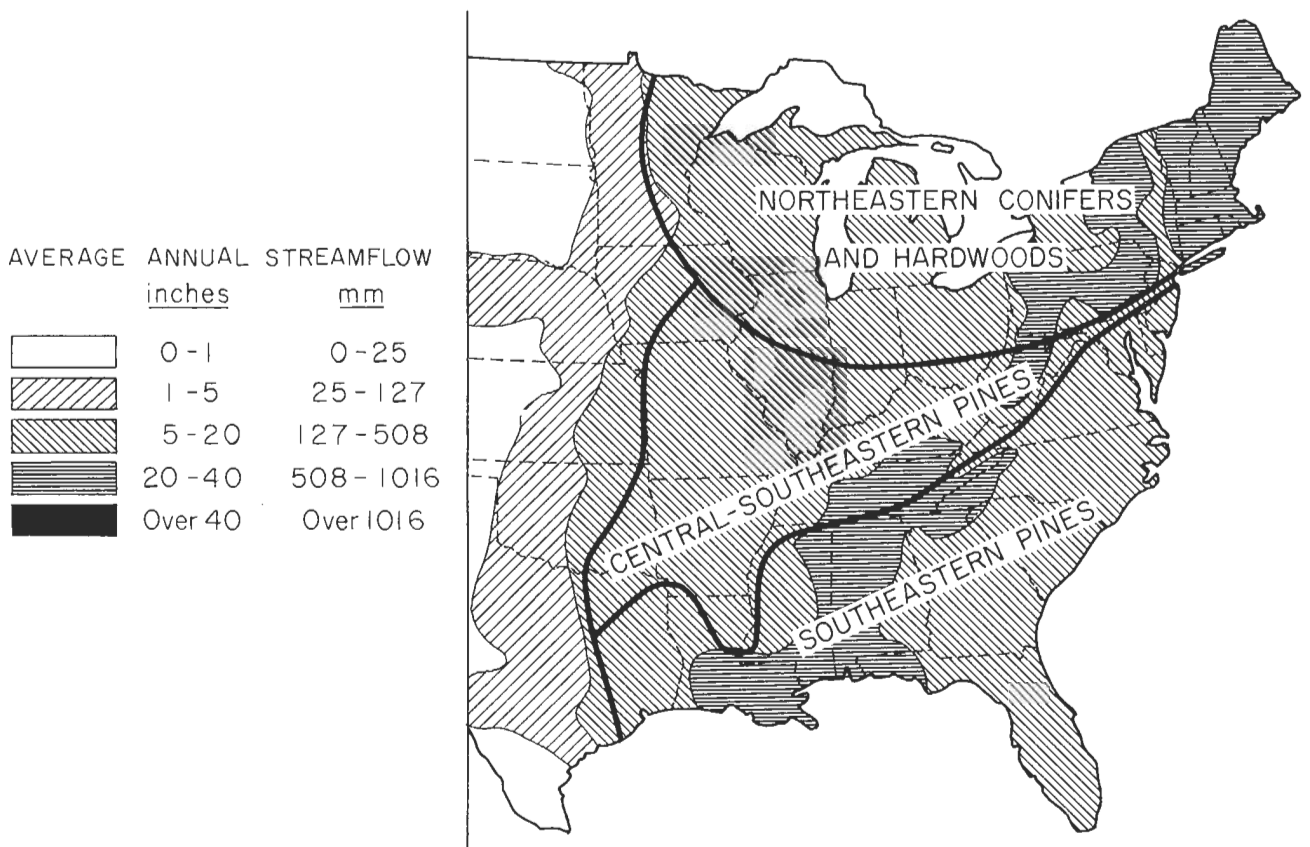 AVERAGE ANNUAL STREAMFLOW
inches mm
0-1 0-25
1-5 25-127
5-20 127-508
20-40 508-1016
Over 40 Over 1016
NORTHEASTERN CONIFERS
AND HARDWOODS
CENTRAL-SOUTHEASTERN PINES
SOUTHEASTERN PINES